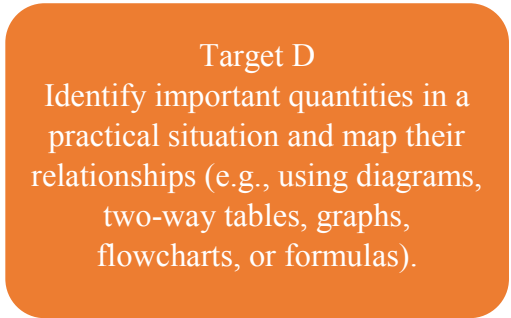 Target D
Identify important quantities in a
practical situation and map their
relationships (e.g., using diagrams,
two-way tables, graphs,
flowcharts, or formulas).